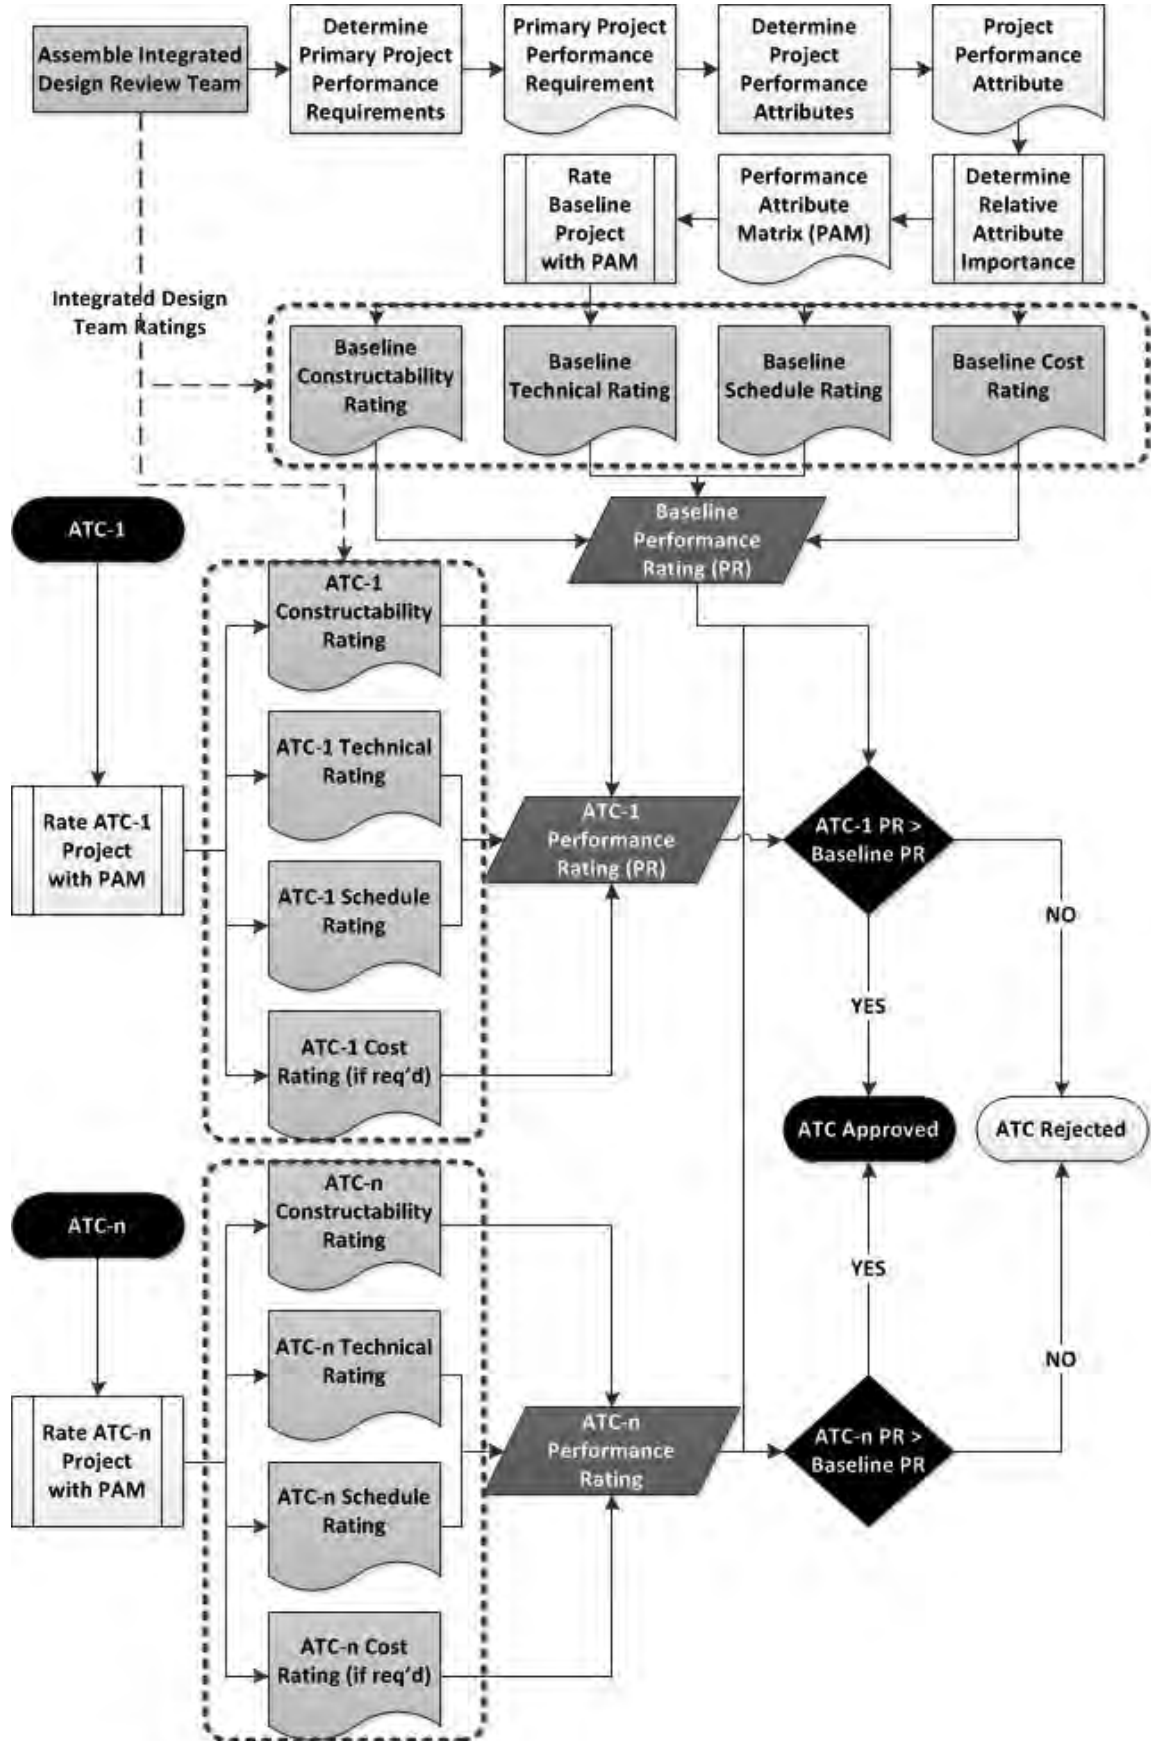 Assemble Integrated
Design Review Team
Determine
Primary Project
Performance
Requirements
Primary Project
Performance
Requirement
Determine
Project
Performance
Attributes
Project
Performance
Attribute
Rate
Baseline
Project
with PAM
Performance
Attribute
Matrix (PAM)
Determine
Relative
Attribute
Importance
Integrated Design
Team Ratings
Baseline
Constructability
Rating
Baseline
Technical Rating
Baseline
Schedule Rating
Baseline Cost
Rating
Baseline
Performance
Rating (PR)
ATC-1
ATC-1
Constructability
Rating
ATC-1 Technical
Rating
Rate ATC-1
Project
with PAM
ATC-1
Performance
Rating (PR)
ATC-1 PR >
Baseline PR
ATC-1 Schedule
Rating
NO
YES
ATC-1 Cost
Rating (if req'd)
ATC Approved
ATC Rejected
ATC-n
ATC-n
Constructability
Rating
YES
NO
ATC-n Technical
Rating
Rate ATC-n
Project
with PAM
ATC-n
Performance
Rating
ATC-n PR >
Baseline PR
ATC-n Schedule
Rating
ATC-n Cost
Rating (if req'd)